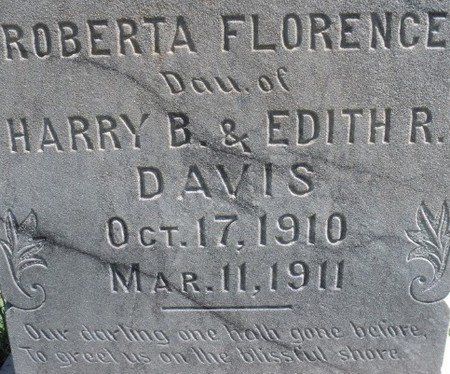 ROBERTA FLORENCE
Dau. of
HARRY B. & EDITH R.
DAVIS
OCT. 17, 1910
MAR. 11, 1911
Our darling one hath gone before,
To greet us on the blissful shore.